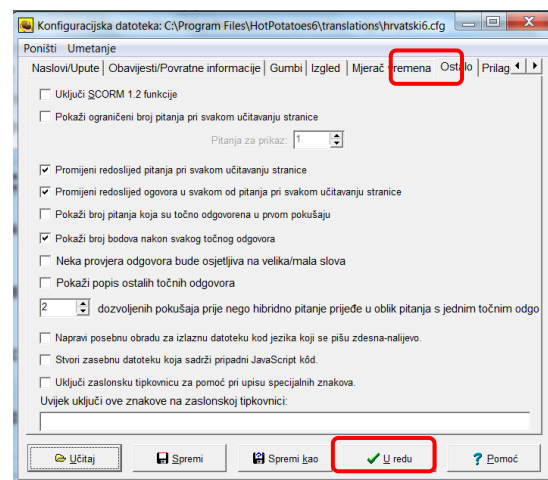 Konfiguracijska datoteka: C:\Program Files\HotPotatoes6\translations\hrvatski6.cfg
Poništi Umetanje
Naslovi/Upute Obavijesti/Povratne informacije Gumbi Izgled Mjerač vremena Ostalo Prilag
Uključi SCORM 1.2 funkcije
Pokaži ograničeni broj pitanja pri svakom učitavanju stranice
Pitanja za prikaz: 1
Promijeni redoslijed pitanja pri svakom učitavanju stranice
Promijeni redoslijed ogovora u svakom od pitanja pri svakom učitavanju stranice
Pokaži broj pitanja koja su točno odgovorena u prvom pokušaju
Pokaži broj bodova nakon svakog točnog odgovora
Neka provjera odgovora bude osjetljiva na velika/mala slova
Pokaži popis ostalih točnih odgovora
2 dozvoljenih pokušaja prije nego hibridno pitanje prijeđe u oblik pitanja s jednim točnim odgo
Napravi posebnu obradu za izlaznu datoteku kod jezika koji se pišu zdesna-nalijevo.
Stvori zasebnu datoteku koja sadrži pripadni JavaScript kôd.
Uključi zaslonsku tipkovnicu za pomoć pri upisu specijalnih znakova.
Uvijek uključi ove znakove na zaslonskoj tipkovnici:
Učitaj Spremi Spremi kao U redu Pomoć